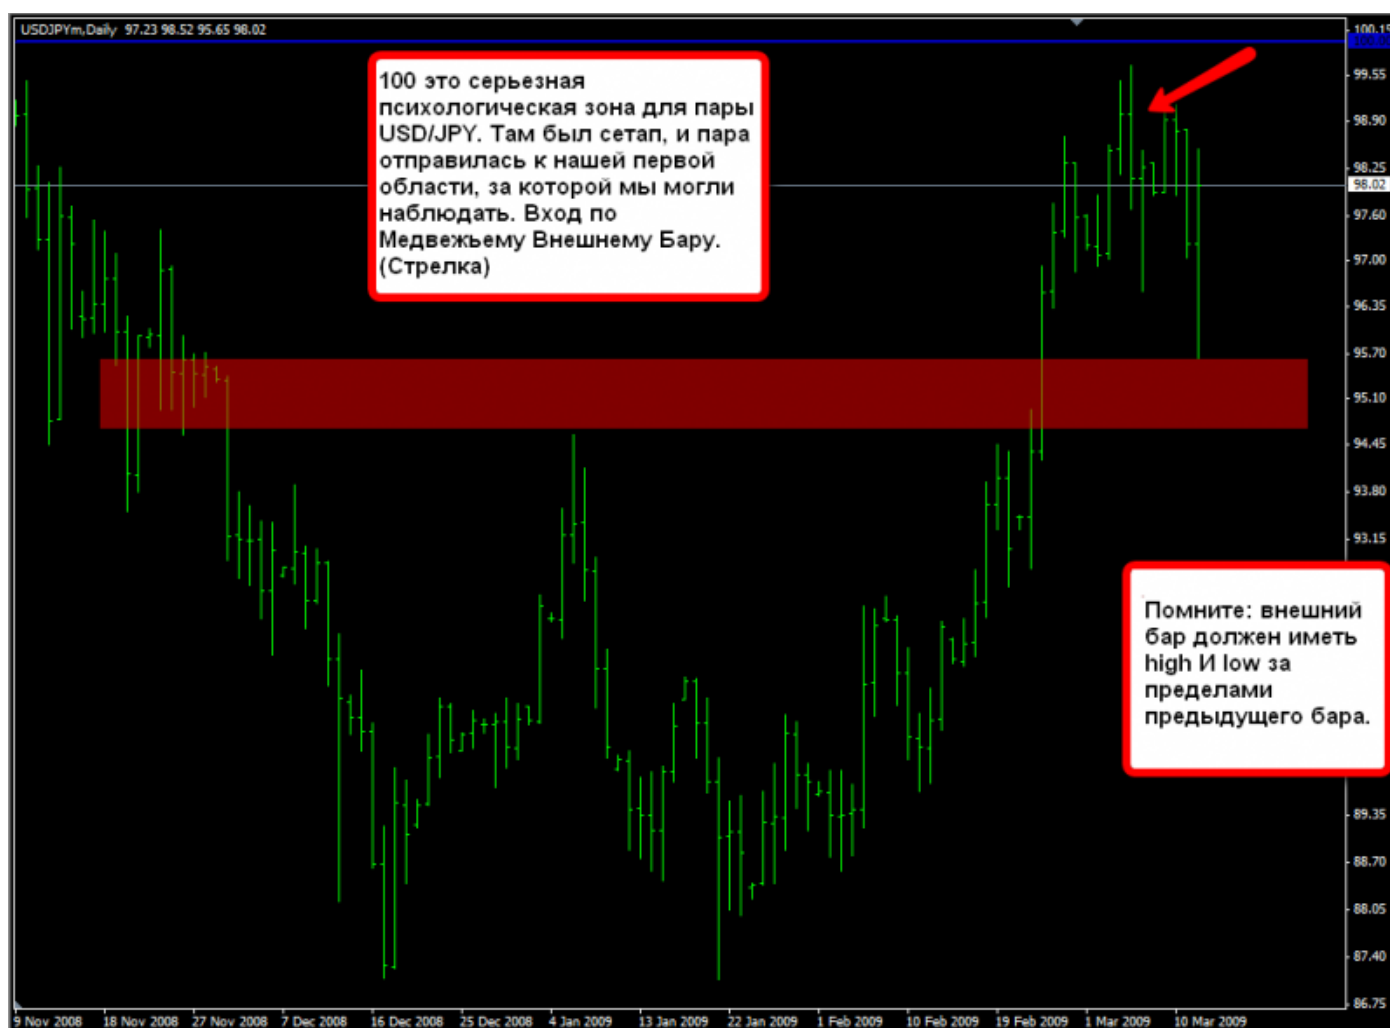 USDJPYm,Daily 97.23 98.52 95.65 98.02
100 это серьезная
психологическая зона для пары
USD/JPY. Там был сетап, и пара
отправилась к нашей первой
области, за которой мы могли
наблюдать. Вход по
Медвежьему Внешнему Бару.
(Стрелка)
100.15
99.55
98.90
98.25
98.02
97.60
97.00
96.35
95.70
95.10
94.45
93.80
93.15
Помните: внешний
бар должен иметь
high И low за
пределами
предыдущего бара.
89.35
88.70
88.05
87.40
86.75
9 Nov 2008 18 Nov 2008 27 Nov 2008 7 Dec 2008 16 Dec 2008 25 Dec 2008 4 Jan 2009 13 Jan 2009 22 Jan 2009 1 Feb 2009 10 Feb 2009 19 Feb 2009 1 Mar 2009 10 Mar 2009